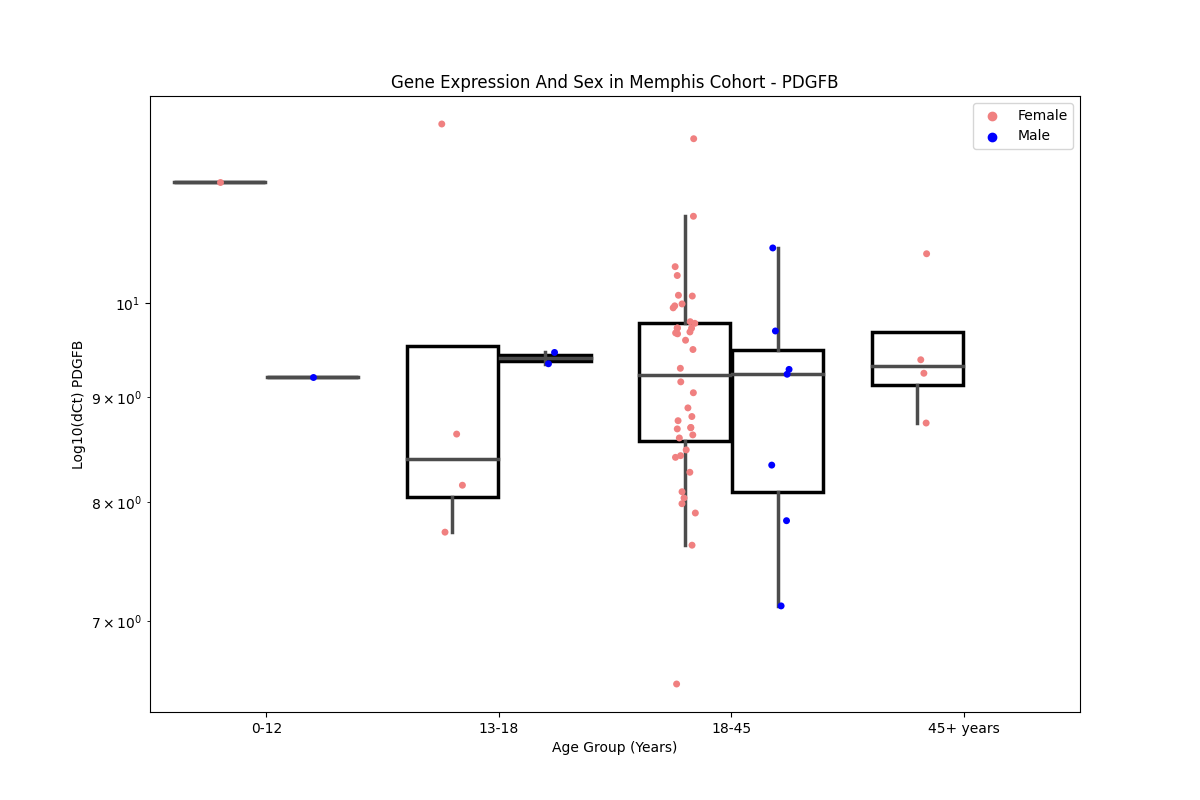 Gene Expression And Sex in Memphis Cohort - PDGFB
Female
Male
10¹
9 × 10⁰
8 × 10⁰
7 × 10⁰
Log10(dCt) PDGFB
0-12
13-18
18-45
45+ years
Age Group (Years)